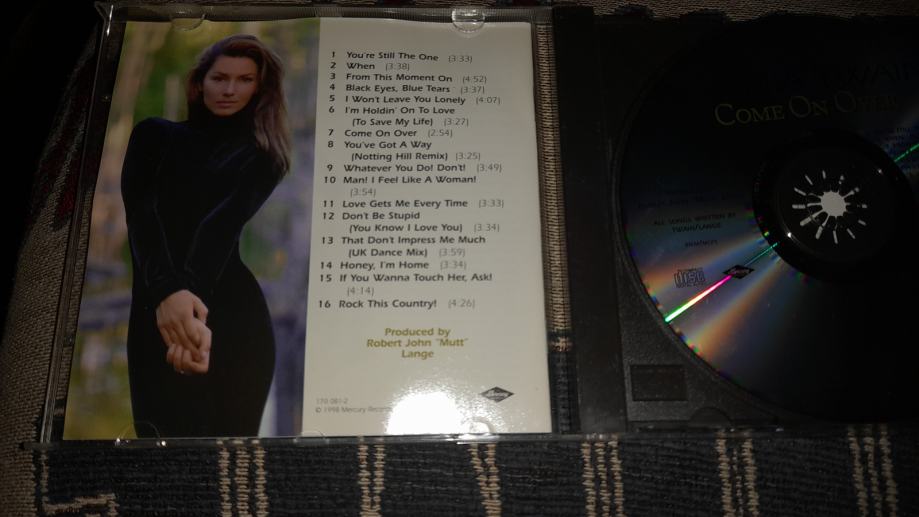 1 You're Still The One (3:33)
2 When (3:38)
3 From This Moment On (4:52)
4 Black Eyes, Blue Tears (3:37)
5 I Won't Leave You Lonely (4:07)
6 I'm Holdin' On To Love
(To Save My Life) (3:27)
7 Come On Over (2:54)
8 You've Got A Way
(Notting Hill Remix) (3:25)
9 Whatever You Do! Don't! (3:49)
10 Man! I Feel Like A Woman!
(3:54)
11 Love Gets Me Every Time (3:33)
12 Don't Be Stupid
(You Know I Love You) (3:34)
13 That Don't Impress Me Much
(UK Dance Mix) (3:59)
14 Honey, I'm Home (3:34)
15 If You Wanna Touch Her, Ask!
(4:14)
16 Rock This Country! (4:26)
Produced by
Robert John "Mutt"
Lange
170 081-2
© 1998 Mercury Records
COME ON
ALL SONGS WRITTEN BY
TWAIN/LANGE